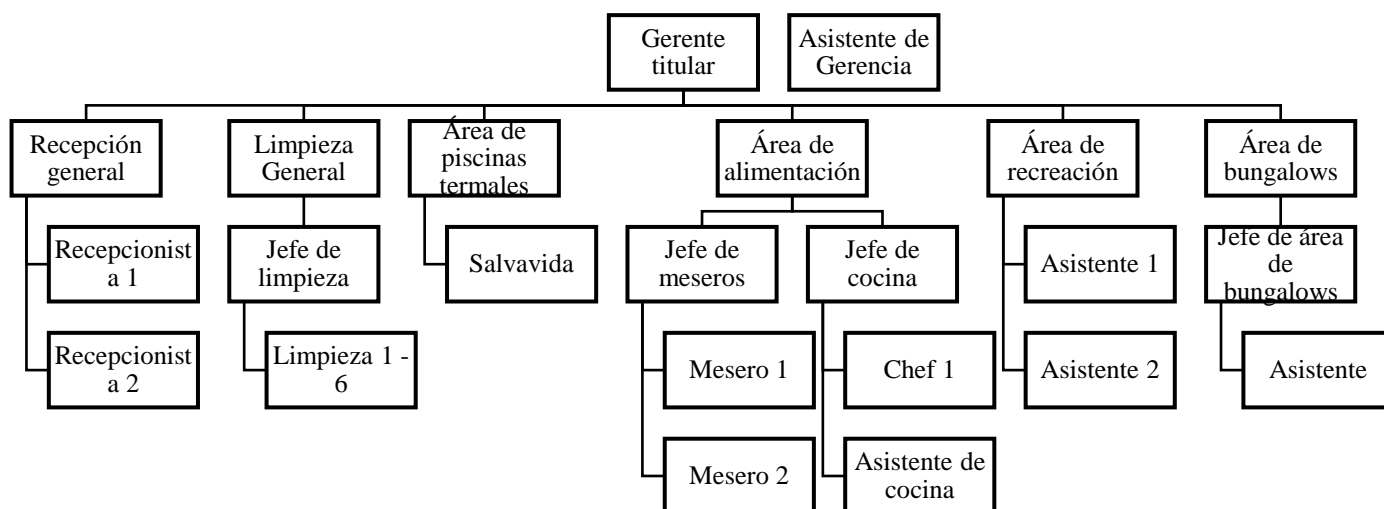 Gerente
titular
Asistente de
Gerencia
Recepción
general
Limpieza
General
Área de
piscinas
termales
Área de
alimentación
Área de
recreación
Área de
bungalows
Recepcionist
a 1
Jefe de
limpieza
Salvavida
Jefe de
meseros
Jefe de
cocina
Asistente 1
Jefe de área
de
bungalows
Recepcionist
a 2
Limpieza 1 -
6
Mesero 1
Chef 1
Asistente 2
Asistente
Mesero 2
Asistente de
cocina